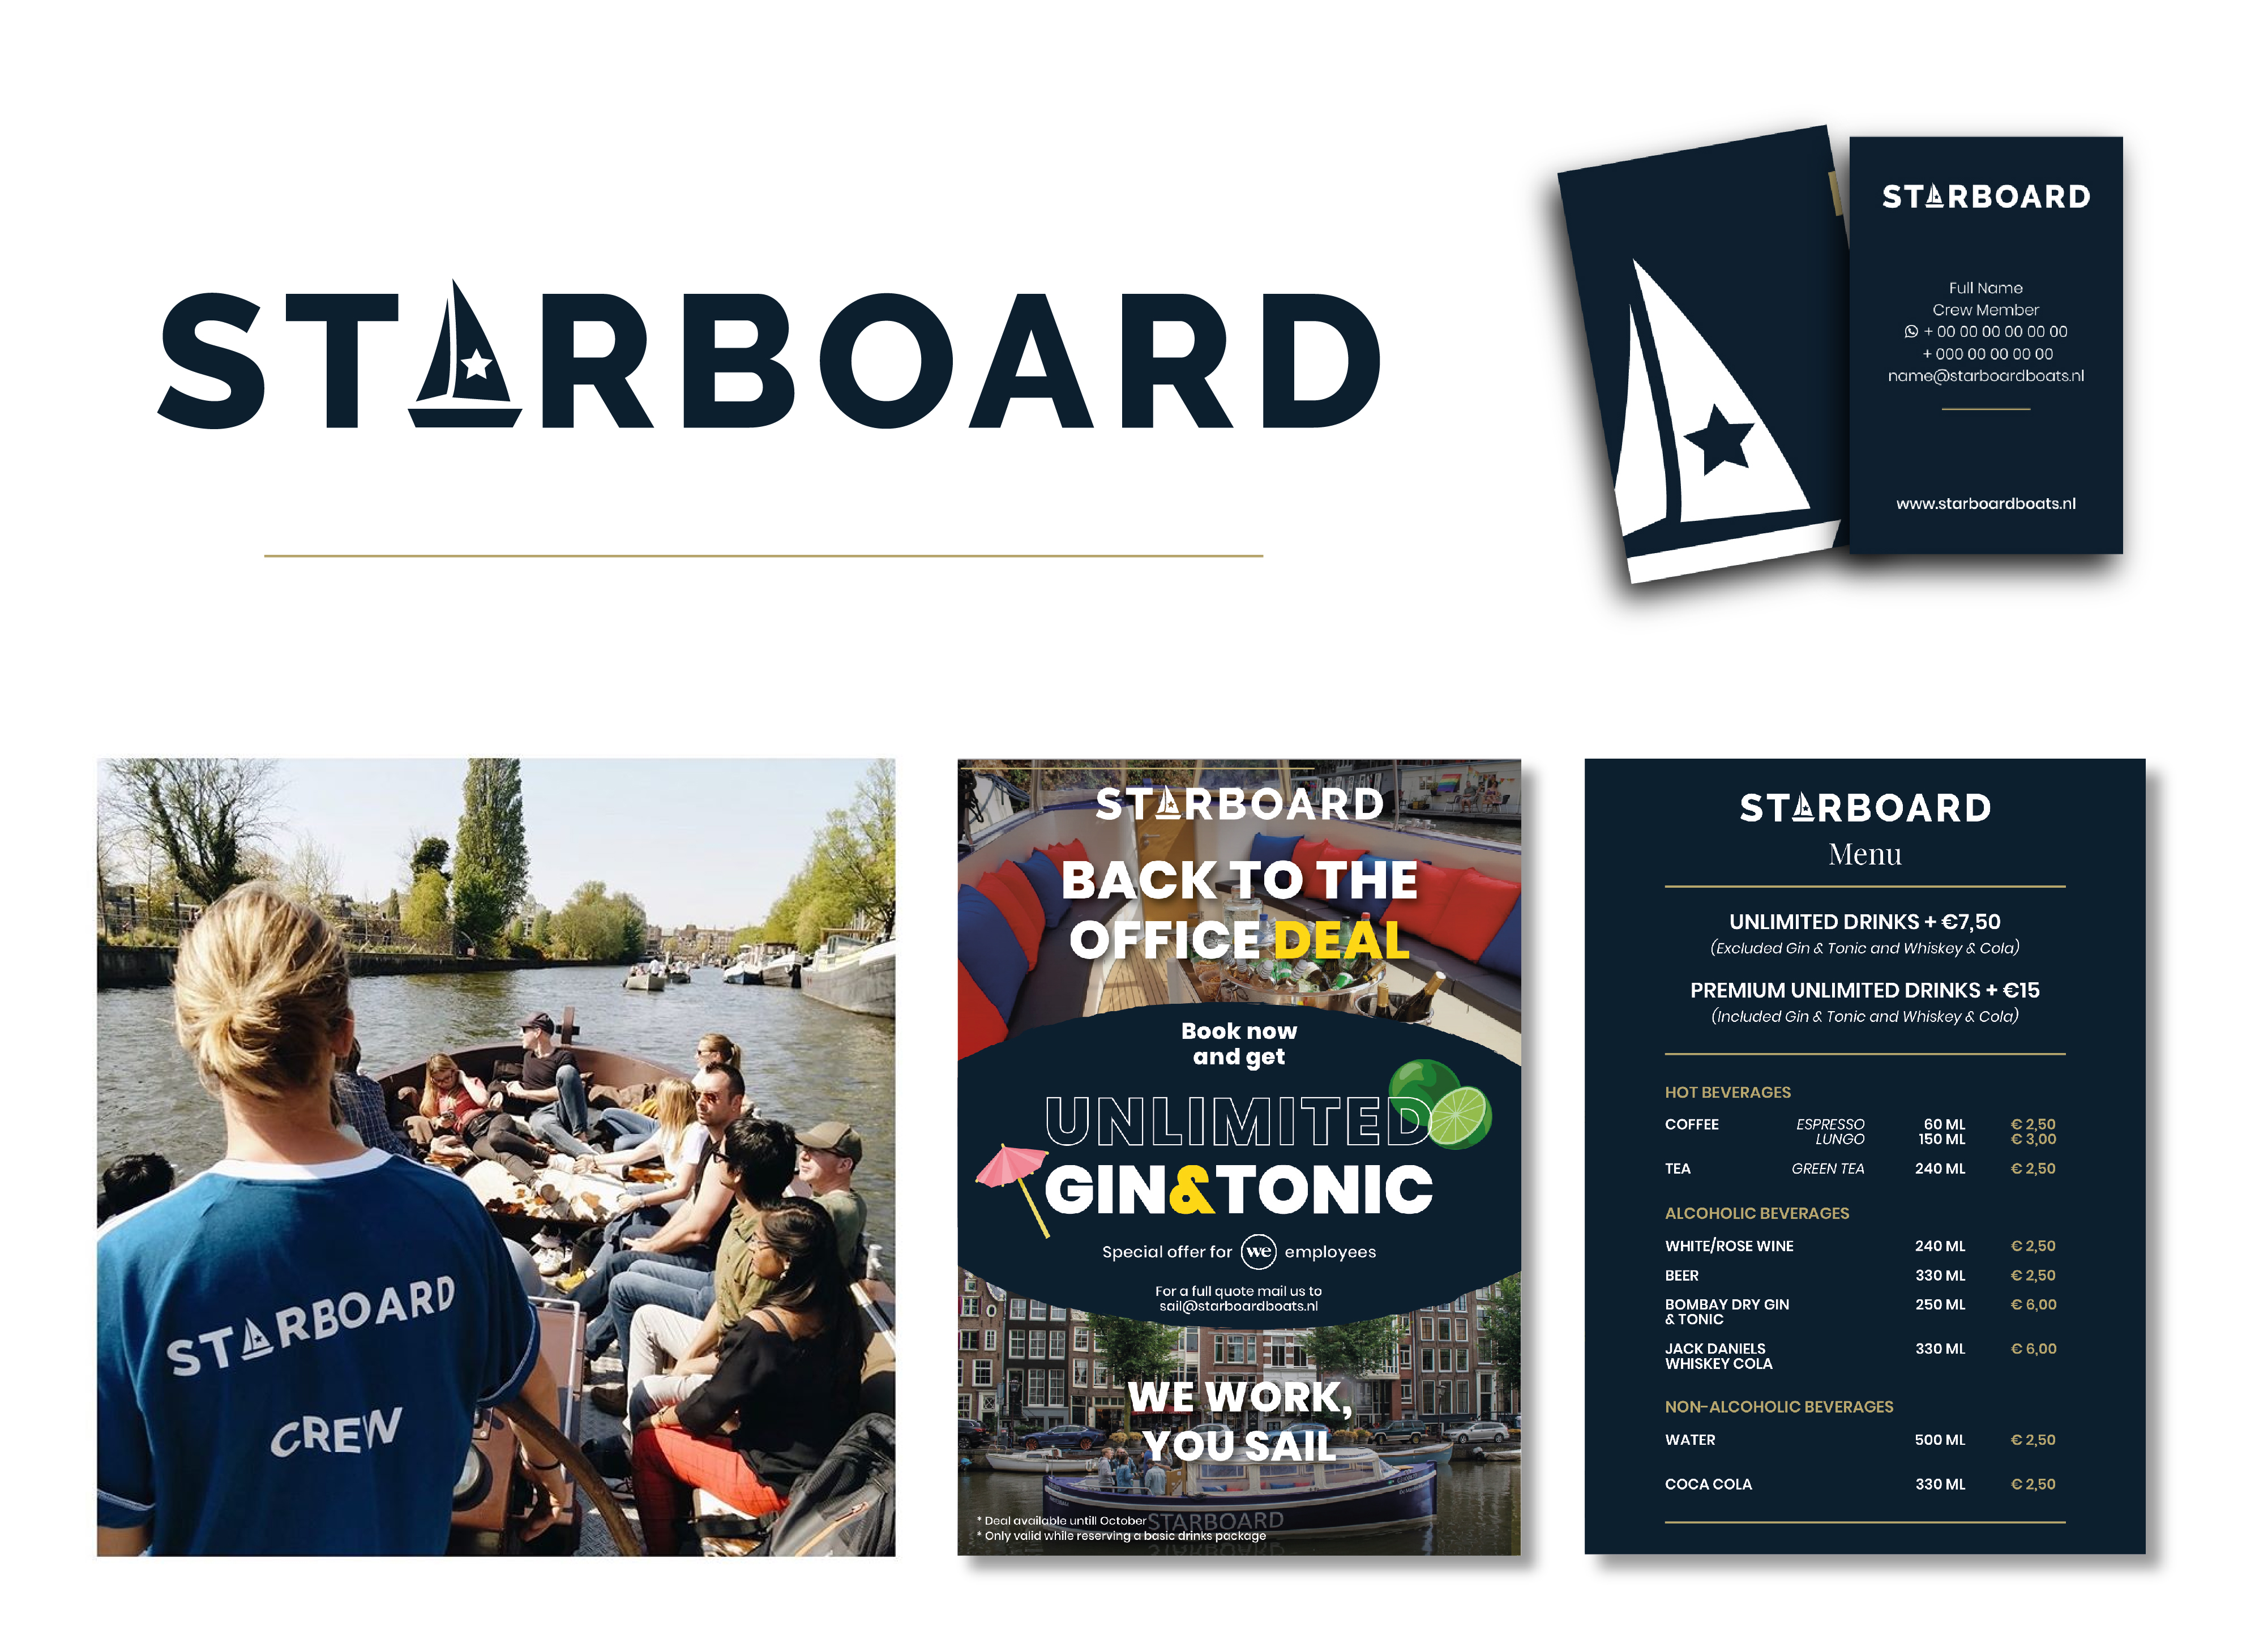 STARBOARD
STARBOARD
Full Name
Crew Member
+ 00 00 00 00 00 00
+ 000 00 00 00 00
name@starboardboats.nl
www.starboardboats.nl
STARBOARD
CREW
STARBOARD
BACK TO THE
OFFICE DEAL
Book now
and get
UNLIMITED
GIN&TONIC
Special offer for we employees
For a full quote mail us to
sail@starboardboats.nl
WE WORK,
YOU SAIL
STARBOARD
* Deal available untill October
* Only valid while reserving a basic drinks package
STARBOARD
Menu
UNLIMITED DRINKS + €7,50
(Excluded Gin & Tonic and Whiskey & Cola)
PREMIUM UNLIMITED DRINKS + €15
(Included Gin & Tonic and Whiskey & Cola)
HOT BEVERAGES
COFFEE ESPRESSO 60 ML € 2,50
LUNGO 150 ML € 3,00
TEA GREEN TEA 240 ML € 2,50
ALCOHOLIC BEVERAGES
WHITE/ROSE WINE 240 ML € 2,50
BEER 330 ML € 2,50
BOMBAY DRY GIN 250 ML € 6,00
& TONIC
JACK DANIELS 330 ML € 6,00
WHISKEY COLA
NON-ALCOHOLIC BEVERAGES
WATER 500 ML € 2,50
COCA COLA 330 ML € 2,50